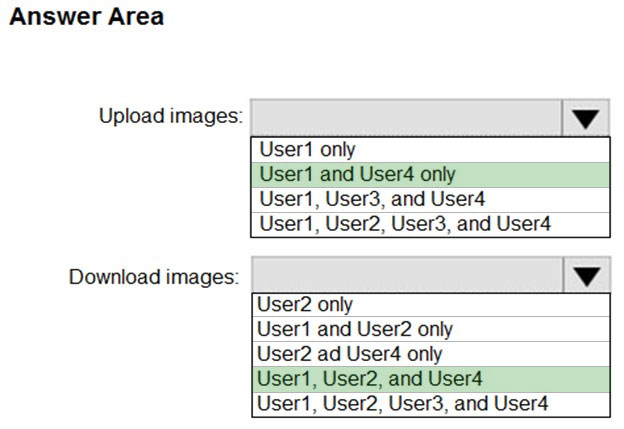 Answer Area
Upload images:
User1 only
User1 and User4 only
User1, User3, and User4
User1, User2, User3, and User4
Download images:
User2 only
User1 and User2 only
User2 ad User4 only
User1, User2, and User4
User1, User2, User3, and User4